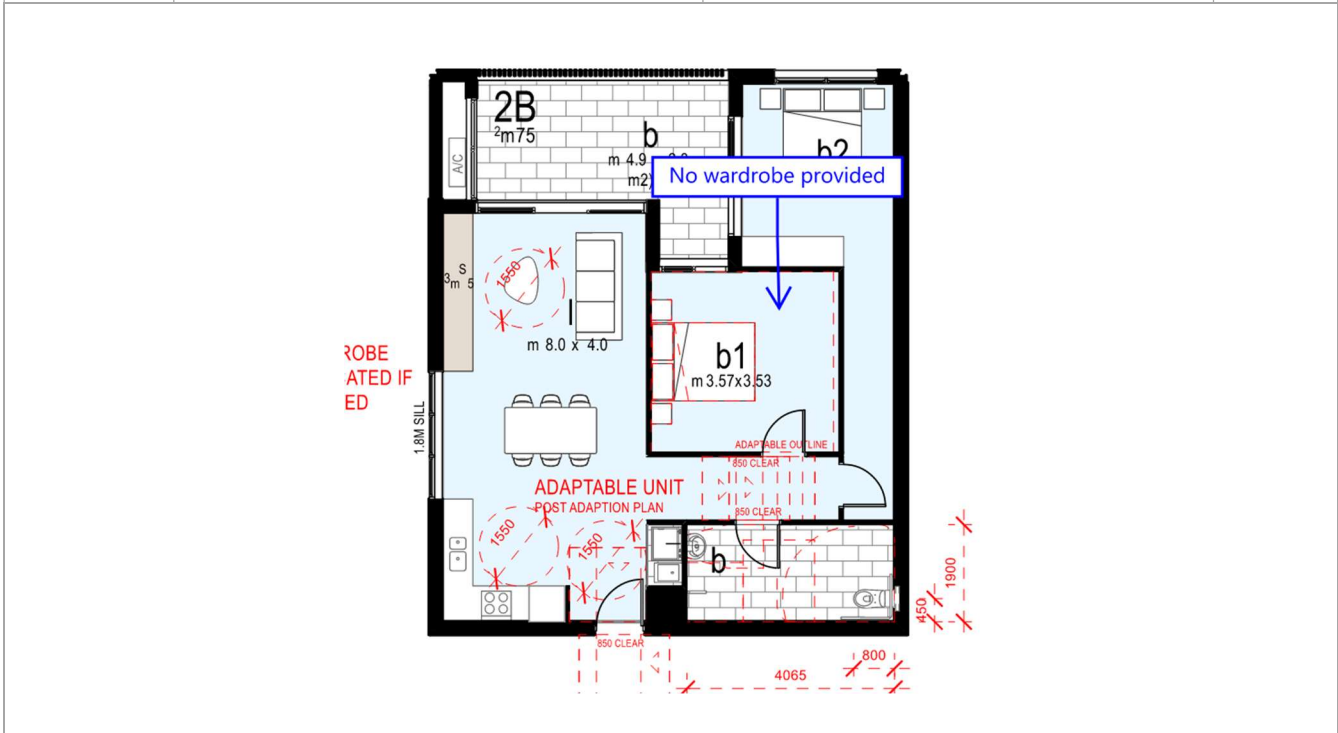 2B
²m75
b
m 4.9
m2)
b2
No wardrobe provided
A/C
S
3m 5
1550
m 8.0 x 4.0
b1
m 3.57x3.53
ROBE
ATED IF
ED
1.8M SILL
ADAPTABLE OUTLINE
850 CLEAR
ADAPTABLE UNIT
POST ADAPTION PLAN
850 CLEAR
1550
1550
b
1900
450
850 CLEAR
800
4065